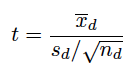 t = x̅_d / (s_d/√n_d)